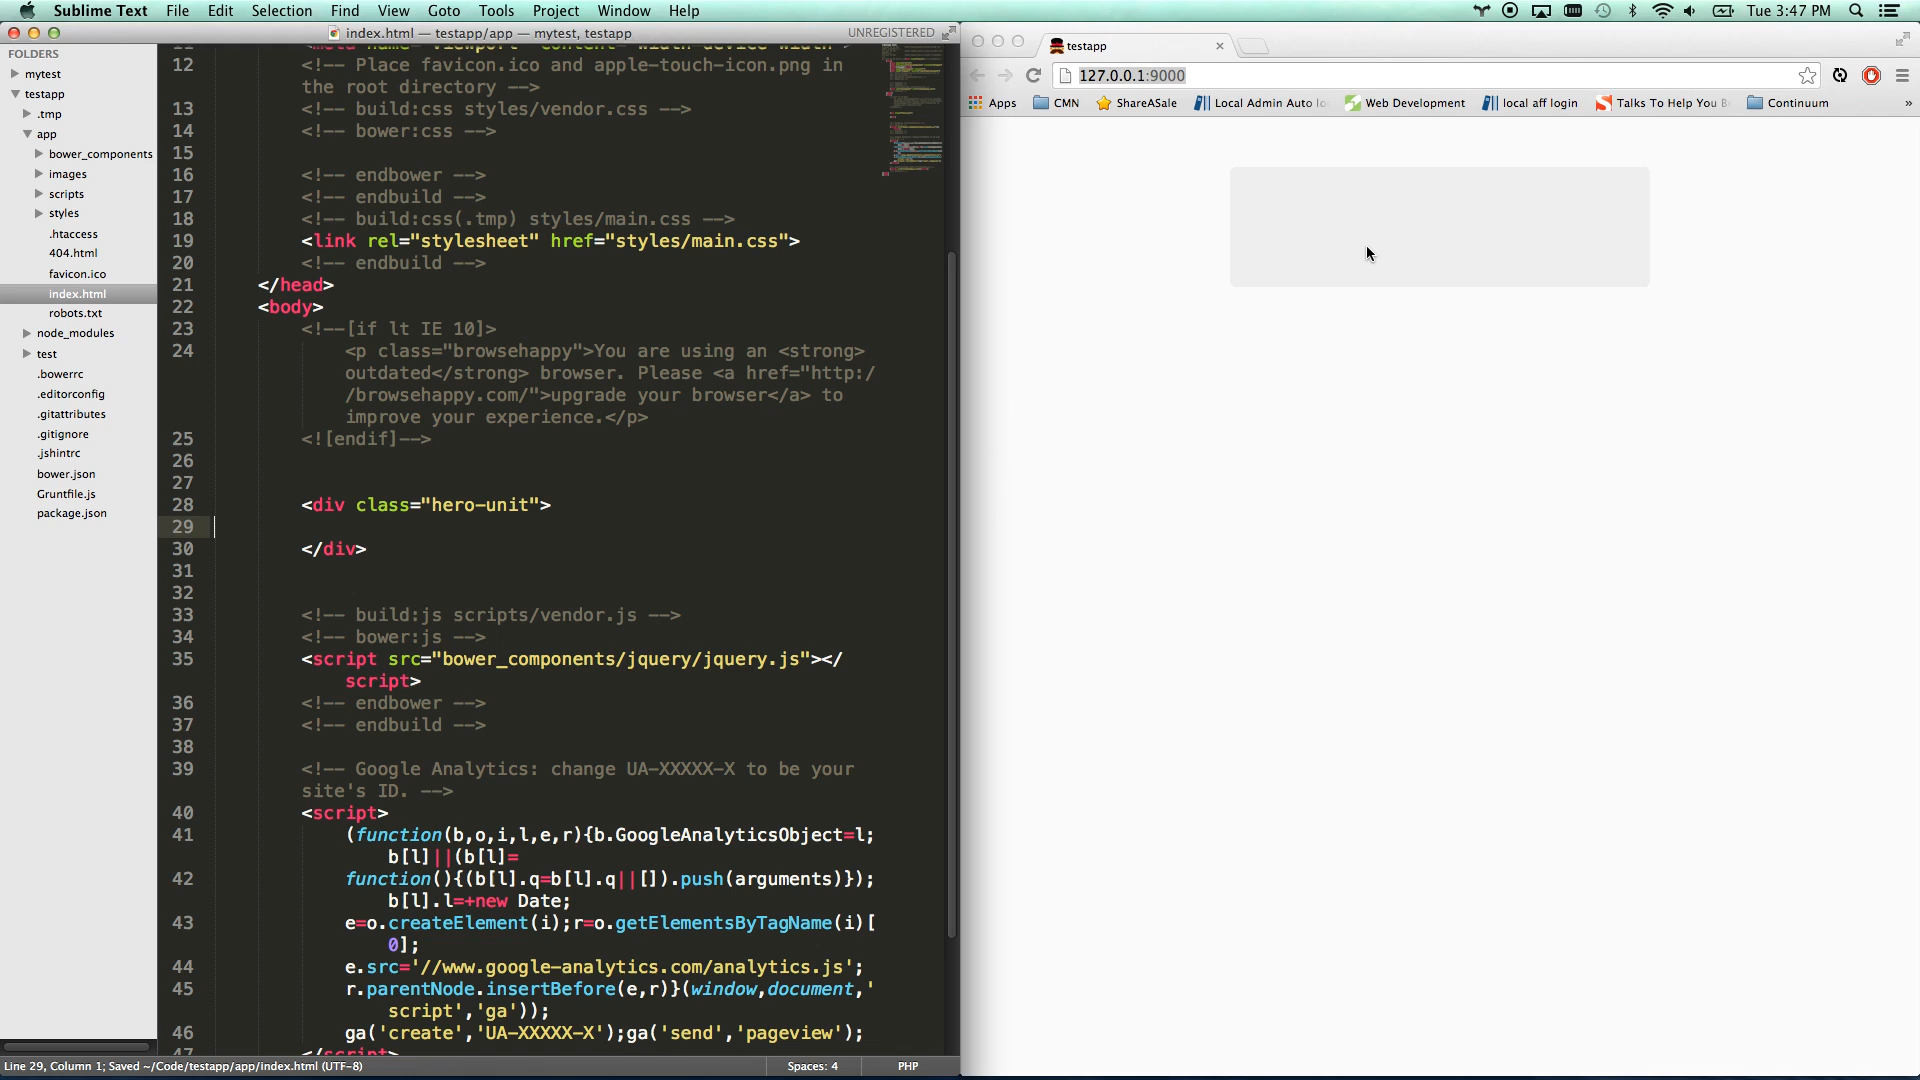 Sublime Text File Edit Selection Find View Goto Tools Project Window Help
Tue 3:47 PM
index.html — testapp/app — mytest, testapp
UNREGISTERED
FOLDERS
mytest
testapp
.tmp
app
bower_components
images
scripts
styles
.htaccess
404.html
favicon.ico
index.html
robots.txt
node_modules
test
.bowerrc
.editorconfig
.gitattributes
.gitignore
.jshintrc
bower.json
Gruntfile.js
package.json
12 <!-- Place favicon.ico and apple-touch-icon.png in
the root directory -->
13 <!-- build:css styles/vendor.css -->
14 <!-- bower:css -->
15
16 <!-- endbower -->
17 <!-- endbuild -->
18 <!-- build:css(.tmp) styles/main.css -->
19 <link rel="stylesheet" href="styles/main.css">
20 <!-- endbuild -->
21 </head>
22 <body>
23 <!--[if lt IE 10]>
24 <p class="browsehappy">You are using an <strong>
outdated</strong> browser. Please <a href="http:/
/browsehappy.com/">upgrade your browser</a> to
improve your experience.</p>
25 <![endif]-->
26
27
28 <div class="hero-unit">
29
30 </div>
31
32
33 <!-- build:js scripts/vendor.js -->
34 <!-- bower:js -->
35 <script src="bower_components/jquery/jquery.js"></
script>
36 <!-- endbower -->
37 <!-- endbuild -->
38
39 <!-- Google Analytics: change UA-XXXXX-X to be your
site's ID. -->
40 <script>
41 (function(b,o,i,l,e,r){b.GoogleAnalyticsObject=l;
b[l]||(b[l]=
42 function(){(b[l].q=b[l].q||[]).push(arguments)});
b[l].l=+new Date;
43 e=o.createElement(i);r=o.getElementsByTagName(i)[
0];
44 e.src='//www.google-analytics.com/analytics.js';
45 r.parentNode.insertBefore(e,r)}(window,document,'
script','ga'));
46 ga('create','UA-XXXXX-X');ga('send','pageview');
47 </script>
Line 29, Column 1; Saved ~/Code/testapp/app/index.html (UTF-8)
Spaces: 4
PHP
testapp
127.0.0.1:9000
Apps CMN ShareASale Local Admin Auto lo Web Development local aff login Talks To Help You B Continuum »